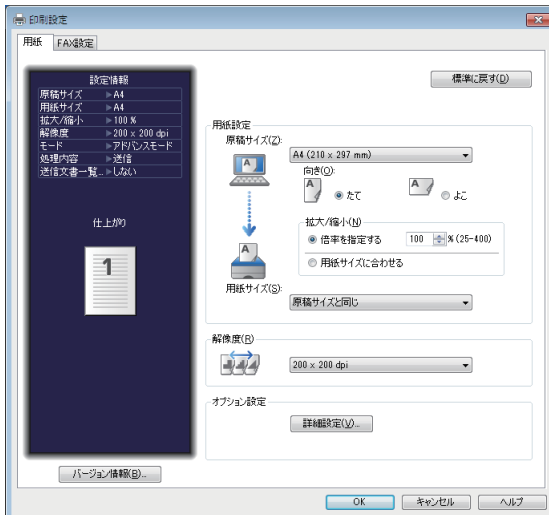 印刷設定
用紙
FAX設定
設定情報
原稿サイズ ▶A4
用紙サイズ ▶A4
拡大/縮小 ▶100 %
解像度 ▶200 x 200 dpi
モード ▶アドバンスモード
処理内容 ▶送信
送信文書一覧... ▶しない
仕上がり
1
バージョン情報(B)...
標準に戻す(D)
用紙設定
原稿サイズ(Z):
A4 (210 x 297 mm)
向き(O):
A たて
A よこ
拡大/縮小(N)
倍率を指定する 100 % (25-400)
用紙サイズに合わせる
用紙サイズ(S):
原稿サイズと同じ
解像度(R)
200 x 200 dpi
オプション設定
詳細設定(V)...
OK
キャンセル
ヘルプ